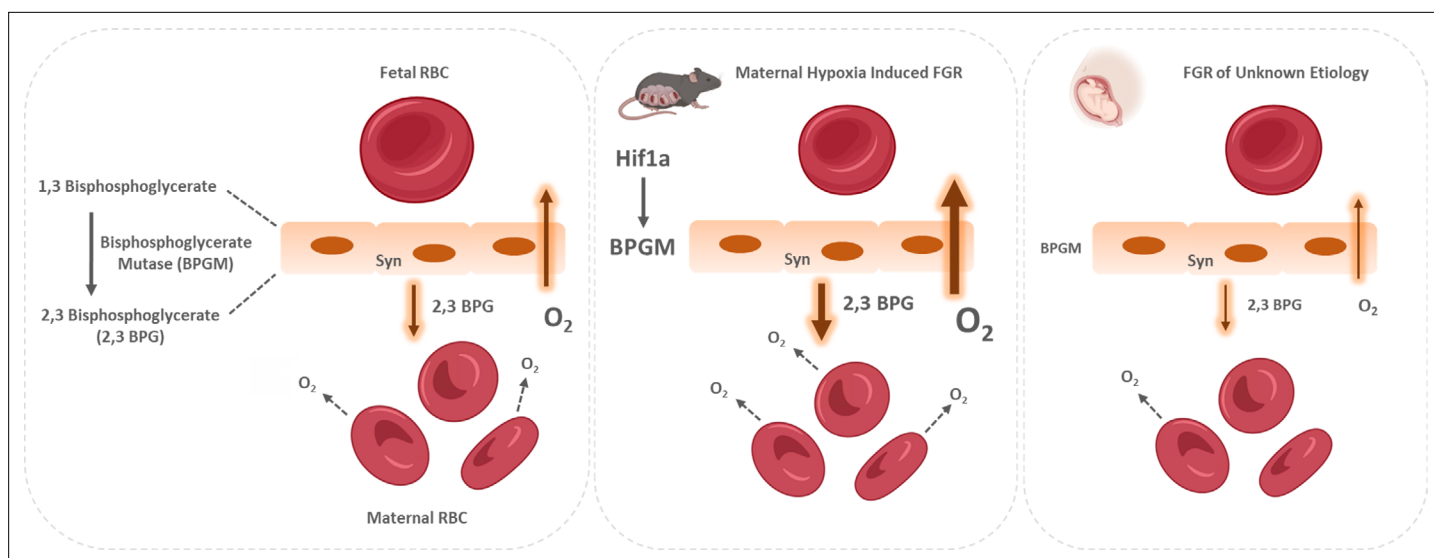 Fetal RBC
1,3 Bisphosphoglycerate
Bisphosphoglycerate
Mutase (BPGM)
2,3 Bisphosphoglycerate
(2,3 BPG)
Syn
2,3 BPG
O₂
O₂
O₂
Maternal RBC
Maternal Hypoxia Induced FGR
Hif1a
BPGM
Syn
2,3 BPG
O₂
O₂
O₂
O₂
FGR of Unknown Etiology
BPGM
Syn
2,3 BPG
O₂
O₂